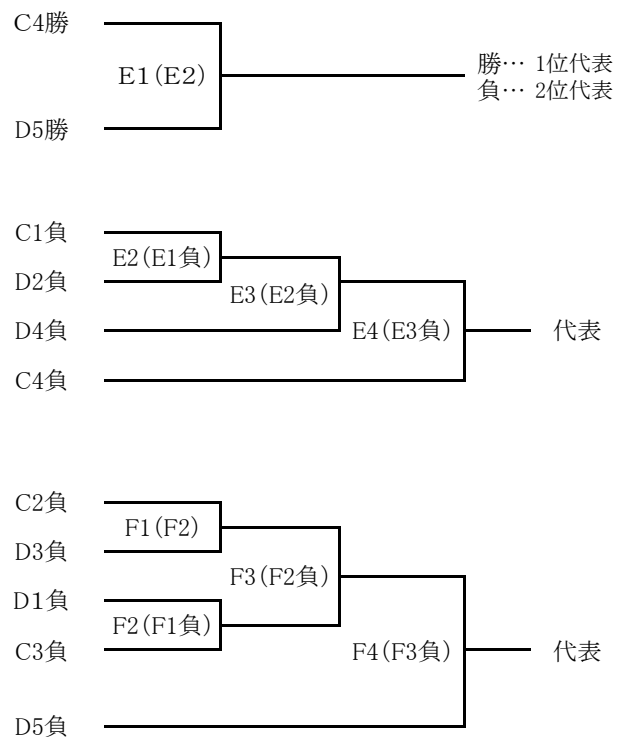 C4勝
E1(E2)
勝… 1位代表
負… 2位代表
D5勝
C1負
E2(E1負)
D2負
E3(E2負)
D4負
E4(E3負)
代表
C4負
C2負
F1(F2)
D3負
F3(F2負)
D1負
F2(F1負)
C3負
F4(F3負)
代表
D5負